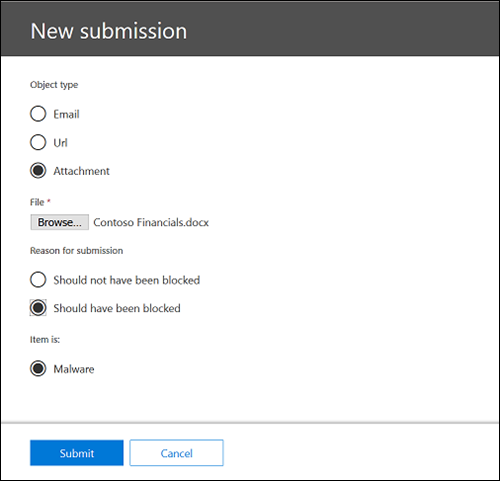 New submission
Object type
Email
Url
Attachment
File *
Browse... Contoso Financials.docx
Reason for submission
Should not have been blocked
Should have been blocked
Item is:
Malware
Submit Cancel